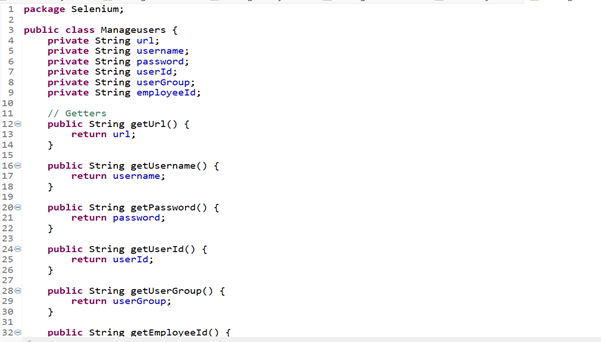 1 package Selenium;
2
3 public class Manageusers {
4 private String url;
5 private String username;
6 private String password;
7 private String userId;
8 private String userGroup;
9 private String employeeId;
10
11 // Getters
12 public String getUrl() {
13 return url;
14 }
15
16 public String getUsername() {
17 return username;
18 }
19
20 public String getPassword() {
21 return password;
22 }
23
24 public String getUserId() {
25 return userId;
26 }
27
28 public String getUserGroup() {
29 return userGroup;
30 }
31
32 public String getEmployeeId() {